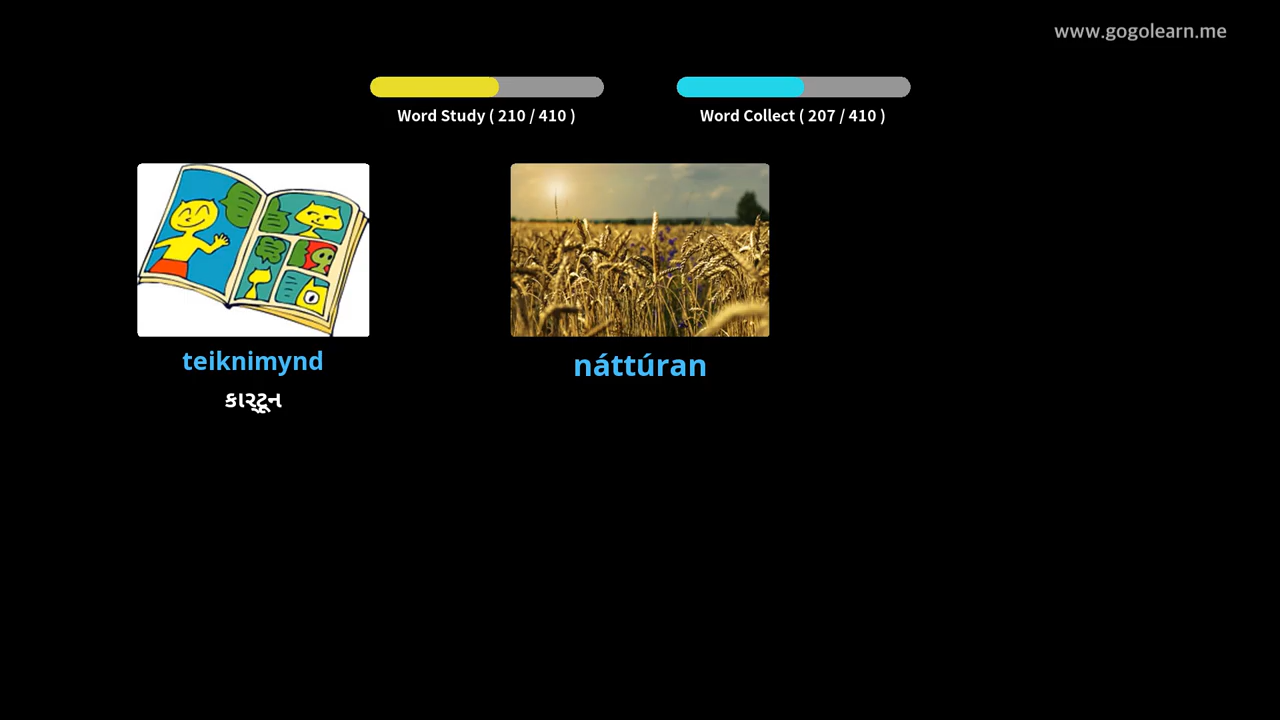 www.gogolearn.me
Word Study ( 210 / 410 )
Word Collect ( 207 / 410 )
teiknimynd
náttúran
કાર્ટૂન